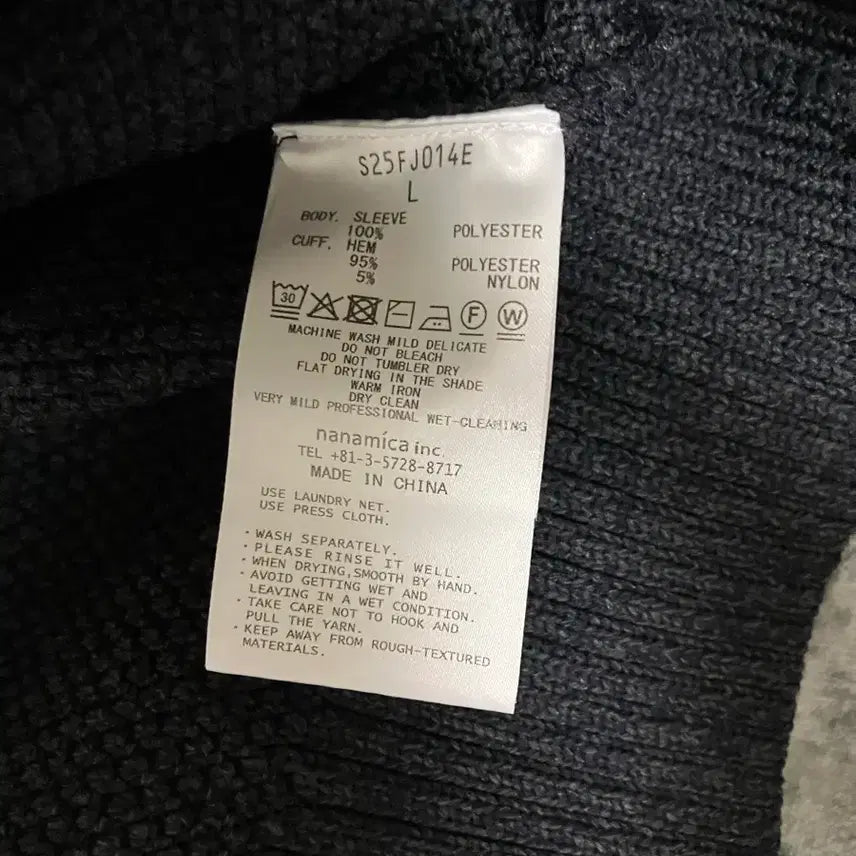 S25FJ014E
L
BODY. SLEEVE
100% POLYESTER
CUFF. HEM
95% POLYESTER
5% NYLON
30 F W
MACHINE WASH MILD DELICATE
DO NOT BLEACH
DO NOT TUMBLER DRY
FLAT DRYING IN THE SHADE
WARM IRON
DRY CLEAN
VERY MILD PROFESSIONAL WET-CLEANING
nanamica inc.
TEL +81-3-5728-8717
MADE IN CHINA
USE LAUNDRY NET.
USE PRESS CLOTH.
・WASH SEPARATELY.
・PLEASE RINSE IT WELL.
・WHEN DRYING,SMOOTH BY HAND.
・AVOID GETTING WET AND
LEAVING IN A WET CONDITION.
・TAKE CARE NOT TO HOOK AND
PULL THE YARN.
・KEEP AWAY FROM ROUGH-TEXTURED
MATERIALS.